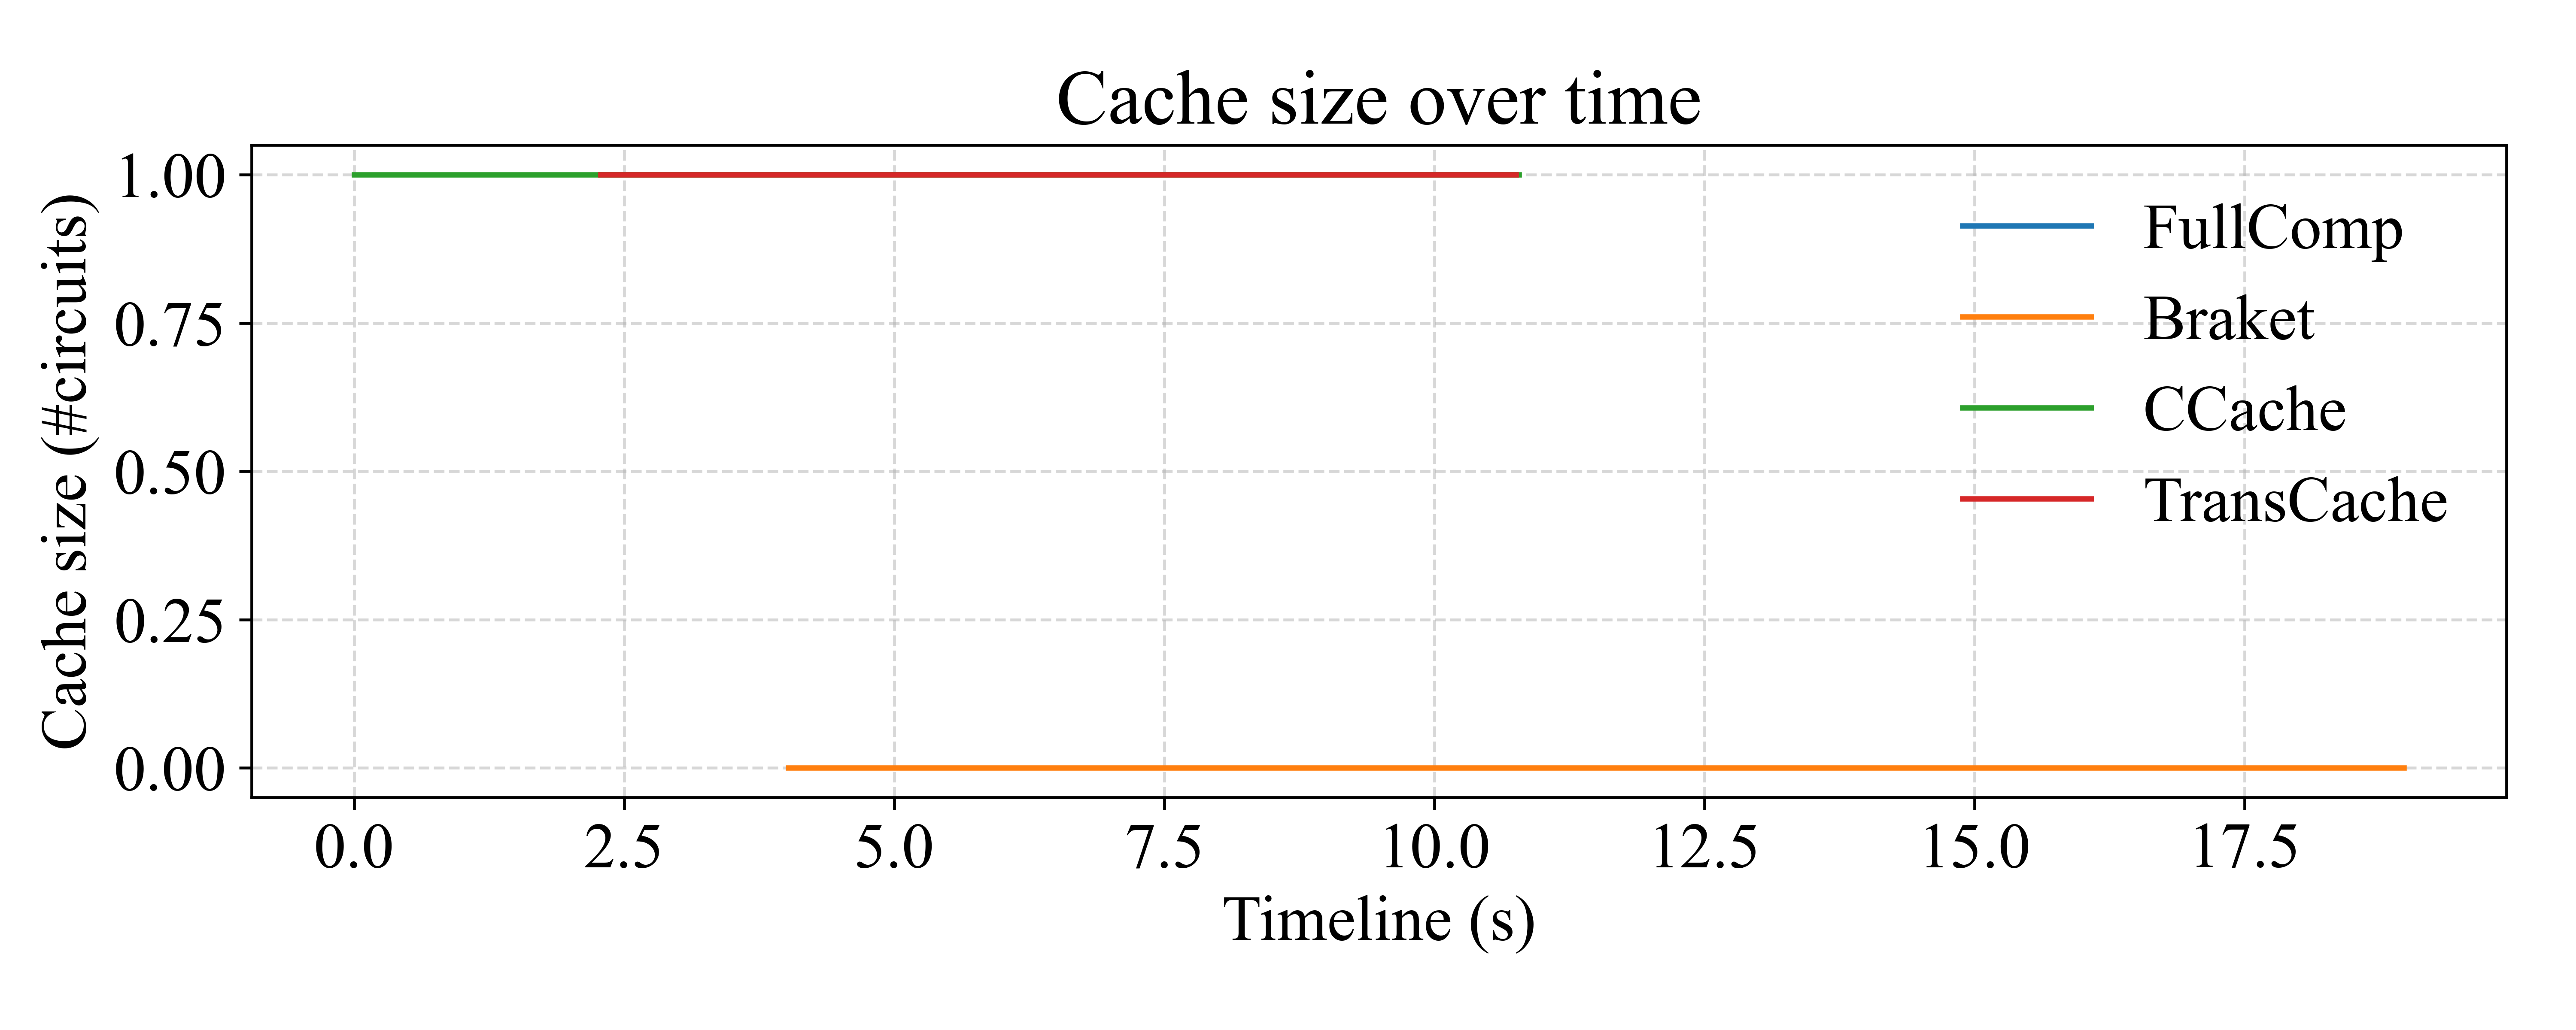 Cache size over time
Cache size (#circuits)
1.00
0.75
0.50
0.25
0.00
FullComp
Braket
CCache
TransCache
0.0 2.5 5.0 7.5 10.0 12.5 15.0 17.5
Timeline (s)